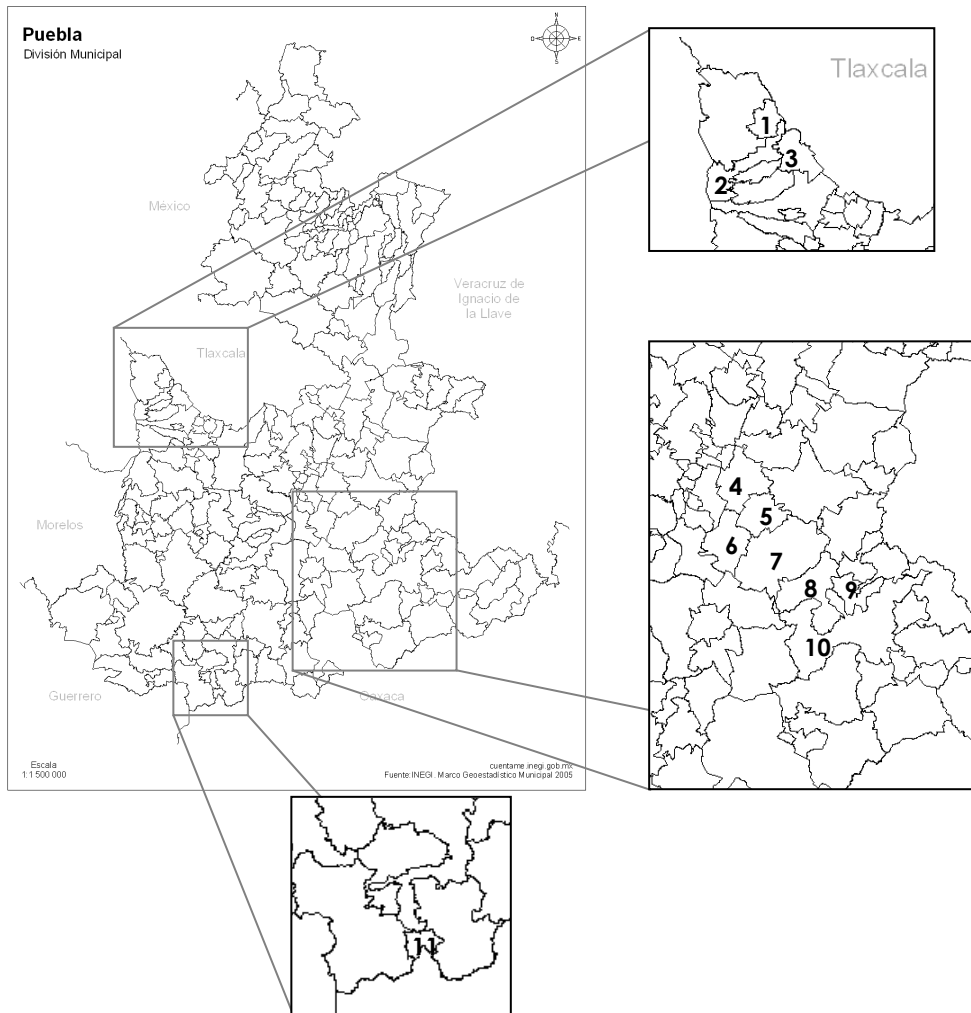 Puebla
División Municipal
N
O
E
S
México
Veracruz de
Ignacio de
la Llave
Tlaxcala
Morelos
Guerrero
Oaxaca
Escala
1:1 500 000
cuentame.inegi.gob.mx
Fuente:INEGI. Marco Geoestadístico Municipal 2005
Tlaxcala
1
3
2
4
5
6
7
8
9
10
11